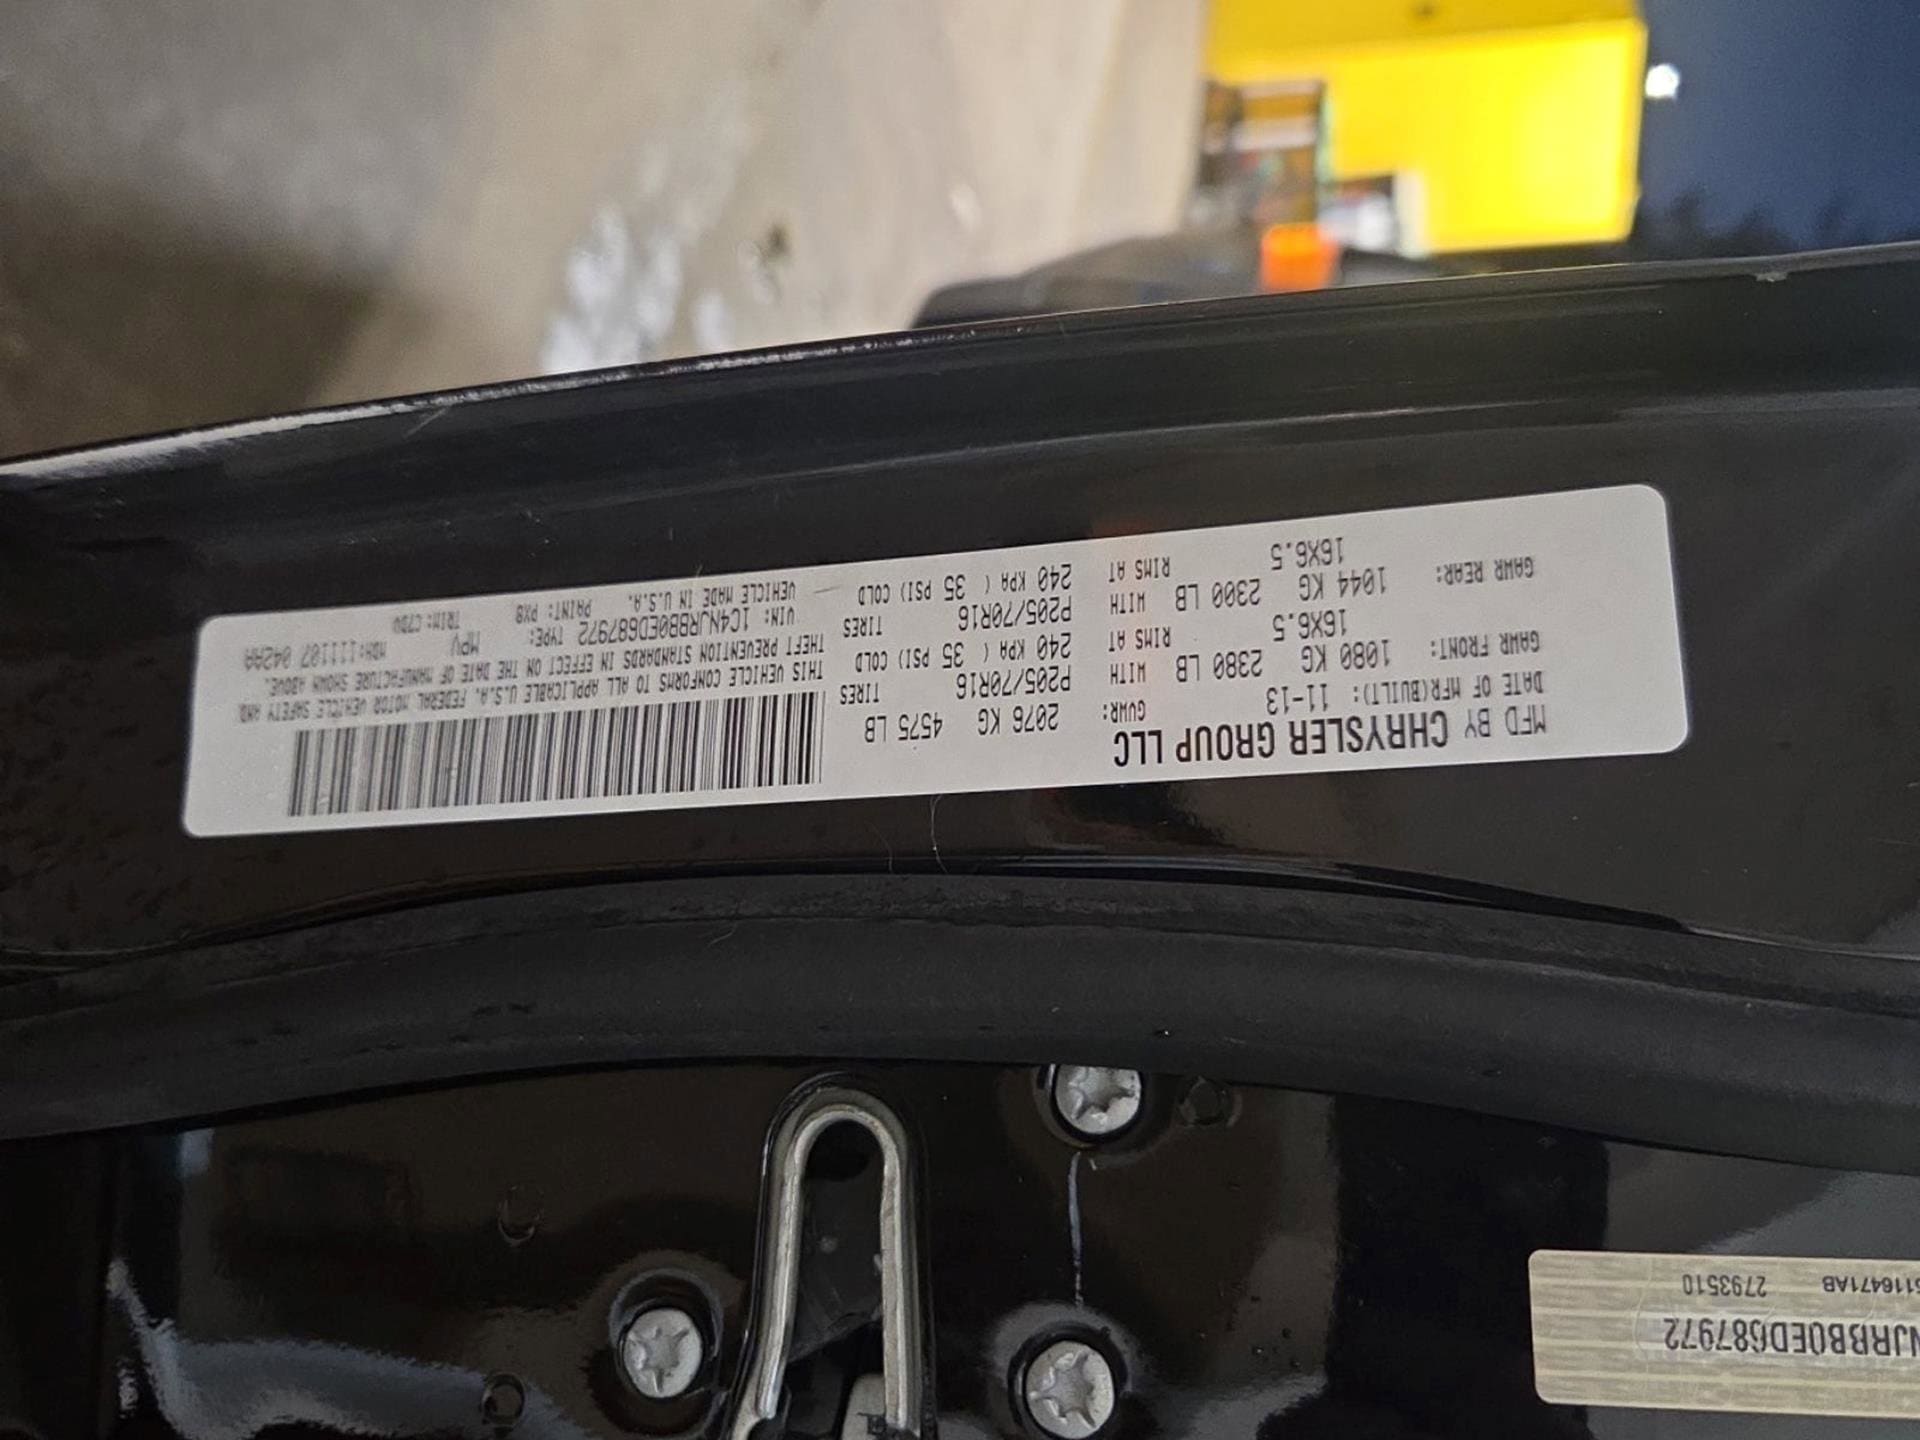 MFD BY CHRYSLER GROUP LLC
DATE OF MFR(BUILT): 11-13 GVWR: 2076 KG 4575 LB
GAWR FRONT: 1080 KG 2380 LB WITH TIRES P205/70R16
16X6.5 RIMS AT 240 KPA ( 35 PSI) COLD
GAWR REAR: 1044 KG 2300 LB WITH TIRES P205/70R16
16X6.5 RIMS AT 240 KPA ( 35 PSI) COLD
THIS VEHICLE CONFORMS TO ALL APPLICABLE U.S.A. FEDERAL MOTOR VEHICLE SAFETY AND
THEFT PREVENTION STANDARDS IN EFFECT ON THE DATE OF MANUFACTURE SHOWN ABOVE.
VIN: 1C4NJRBB0ED687972 TYPE: MPV MDH:111107 042AA
VEHICLE MADE IN U.S.A. PAINT: PX8 TRIM: C7DV
NJRBB0ED687972
5116471AB 2793510